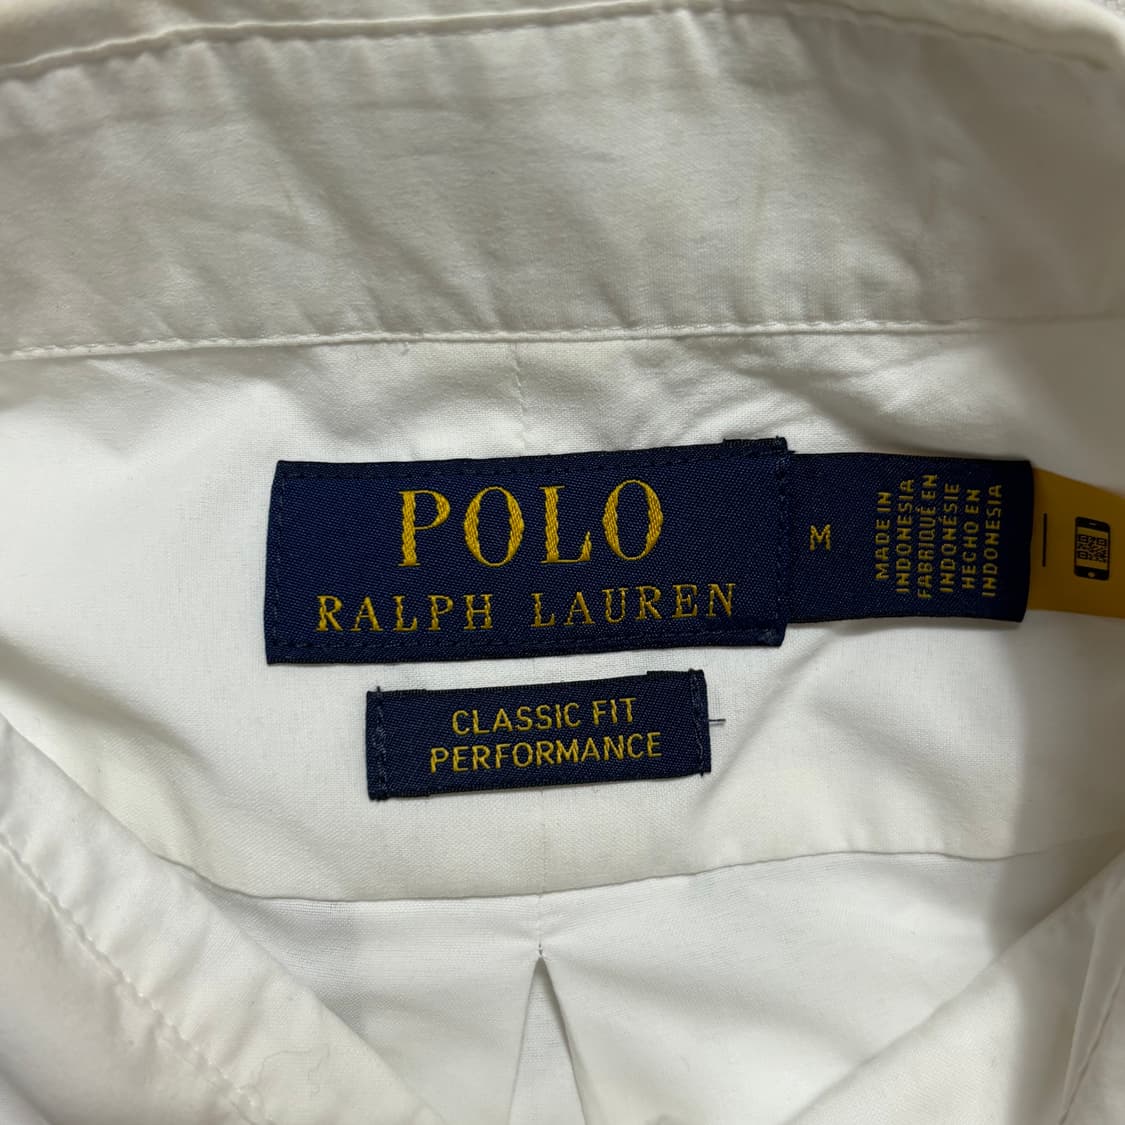 POLO
RALPH LAUREN
M
MADE IN
INDONESIA
FABRIQUÉ EN
INDONÉSIE
HECHO EN
INDONESIA
CLASSIC FIT
PERFORMANCE